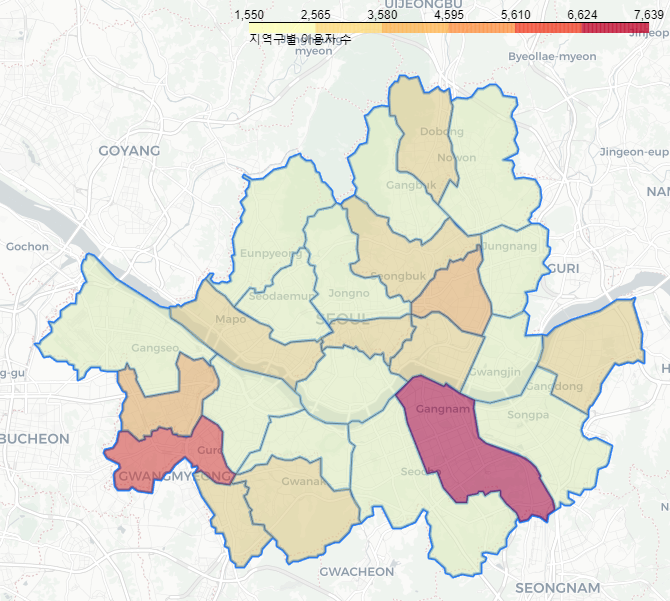 UIJEONGBU
1,550 2,565 3,580 4,595 5,610 6,624 7,639
지역구별 이용자 수
myeon
Byeollae-myeon
Dobong
GOYANG
Nowon
Jingeon-eup
Gangbuk
Gochon
Eunpyeong
Jungnang
GURI
Seongbuk
Seodaemun
Jongno
Mapo
SEOUL
Gangseo
Gwangjin
Gangdong
Gangnam
Songpa
BUCHEON
Guro
Seocho
GWANGMYEONG
Gwanak
GWACHEON
SEONGNAM